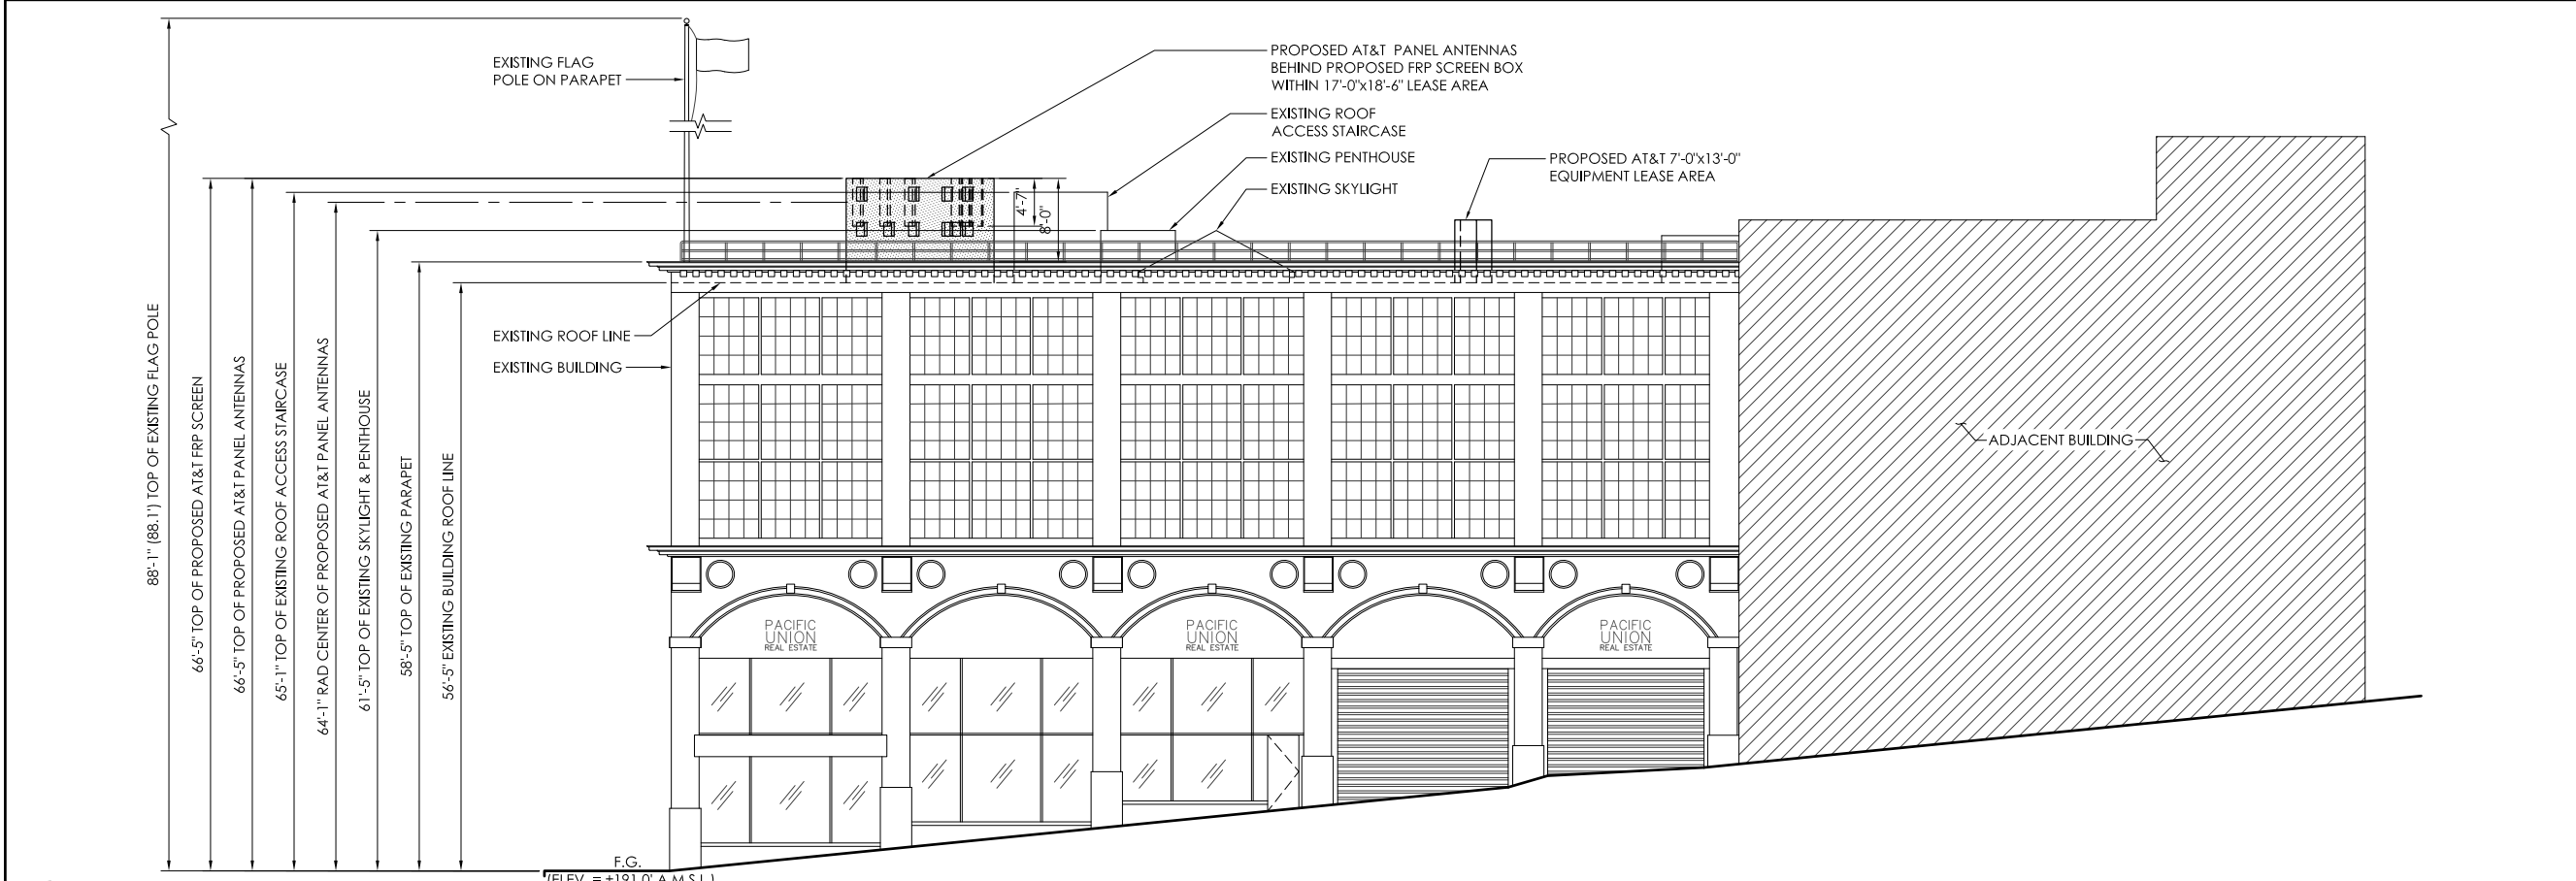 EXISTING FLAG
POLE ON PARAPET
PROPOSED AT&T PANEL ANTENNAS
BEHIND PROPOSED FRP SCREEN BOX
WITHIN 17'-0"x18'-6" LEASE AREA
EXISTING ROOF
ACCESS STAIRCASE
EXISTING PENTHOUSE
EXISTING SKYLIGHT
PROPOSED AT&T 7'-0"x13'-0"
EQUIPMENT LEASE AREA
4'-7"
8'-0"
EXISTING ROOF LINE
EXISTING BUILDING
88'-1" (88.1') TOP OF EXISTING FLAG POLE
66'-5" TOP OF PROPOSED AT&T FRP SCREEN
66'-5" TOP OF PROPOSED AT&T PANEL ANTENNAS
65'-1" TOP OF EXISTING ROOF ACCESS STAIRCASE
64'-1" RAD CENTER OF PROPOSED AT&T PANEL ANTENNAS
61'-5" TOP OF EXISTING SKYLIGHT & PENTHOUSE
58'-5" TOP OF EXISTING PARAPET
56'-5" EXISTING BUILDING ROOF LINE
ADJACENT BUILDING
PACIFIC
UNION
REAL ESTATE
PACIFIC
UNION
REAL ESTATE
PACIFIC
UNION
REAL ESTATE
F.G.
(ELEV. = ±191.0' A.M.S.L.)